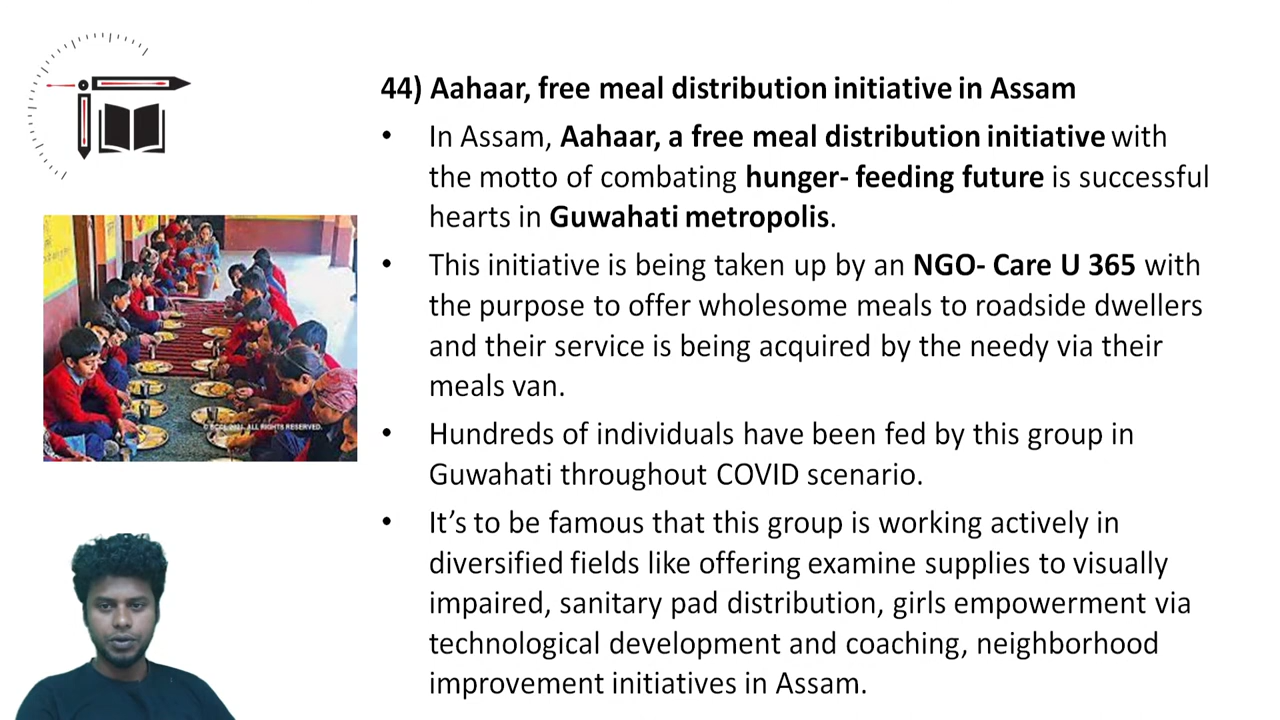 44) Aahaar, free meal distribution initiative in Assam
• In Assam, Aahaar, a free meal distribution initiative with
the motto of combating hunger- feeding future is successful
hearts in Guwahati metropolis.
• This initiative is being taken up by an NGO- Care U 365 with
the purpose to offer wholesome meals to roadside dwellers
and their service is being acquired by the needy via their
meals van.
• Hundreds of individuals have been fed by this group in
Guwahati throughout COVID scenario.
• It’s to be famous that this group is working actively in
diversified fields like offering examine supplies to visually
impaired, sanitary pad distribution, girls empowerment via
technological development and coaching, neighborhood
improvement initiatives in Assam.
ALL RIGHTS RESERVED.